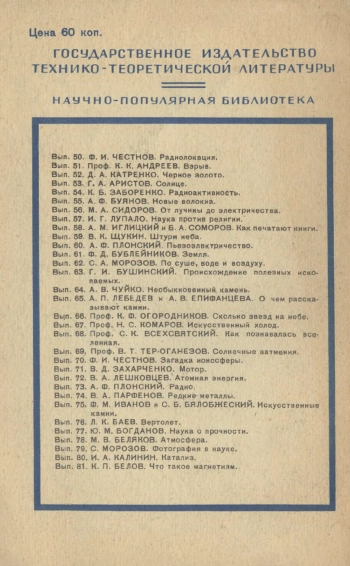 Цена 60 коп.
ГОСУДАРСТВЕННОЕ ИЗДАТЕЛЬСТВО
ТЕХНИКО-ТЕОРЕТИЧЕСКОЙ ЛИТЕРАТУРЫ
НАУЧНО-ПОПУЛЯРНАЯ БИБЛИОТЕКА
Вып. 50. Ф. И. ЧЕСТНОВ. Радиолокация.
Вып. 51. Проф. К. К. АНДРЕЕВ. Взрыв.
Вып. 52. Д. А. КАТРЕНКО. Черное золото.
Вып. 53. Г. А. АРИСТОВ. Солнце.
Вып. 54. К. Б. ЗАБОРЕНКО. Радиоактивность.
Вып. 55. А. Ф. БУЯНОВ. Новые волокна.
Вып. 56. М. А. СИДОРОВ. От лучины до электричества.
Вып. 57. И. Г. ЛУПАЛО. Наука против религии.
Вып. 58. А. М. ИГЛИЦКИЙ и Б. А. СОМОРОВ. Как печатают книги.
Вып. 59. В. К. ЩУКИН. Штурм неба.
Вып. 60. А. Ф. ПЛОНСКИЙ. Пьезоэлектричество.
Вып. 61. Ф. Д. БУБЛЕЙНИКОВ. Земля.
Вып. 62. С. А. МОРОЗОВ. По суше, воде и воздуху.
Вып. 63. Г. И. БУШИНСКИЙ. Происхождение полезных иско-
паемых.
Вып. 64. А. В. ЧУЙКО. Необыкновенный камень.
Вып. 65. А. П. ЛЕБЕДЕВ и А. В. ЕПИФАНЦЕВА. О чем расска-
зывают камни.
Вып. 66. Проф. К. Ф. ОГОРОДНИКОВ. Сколько звезд на небе.
Вып. 67. Проф. Н. С. КОМАРОВ. Искусственный холод.
Вып. 68. Проф. С. К. ВСЕХСВЯТСКИЙ. Как познавалась все-
ленная.
Вып. 69. Проф. В. Т. ТЕР-ОГАНЕЗОВ. Солнечные затмения.
Вып. 70. Ф. И. ЧЕСТНОВ. Загадка ионосферы.
Вып. 71. В. Д. ЗАХАРЧЕНКО. Мотор.
Вып. 72. В. А. ЛЕШКОВЦЕВ. Атомная энергия.
Вып. 73. А. Ф. ПЛОНСКИЙ. Радио.
Вып. 74. В. А. ПАРФЕНОВ. Редкие металлы.
Вып. 75. Ф. М. ИВАНОВ и С. Б. БЯЛОБЖЕСКИЙ. Искусственные
камни.
Вып. 76. Л. К. БАЕВ. Вертолет.
Вып. 77. Ю. М. БОГДАНОВ. Наука о прочности.
Вып. 78. М. В. БЕЛЯКОВ. Атмосфера.
Вып. 79. С. МОРОЗОВ. Фотография в науке.
Вып. 80. И. А. КАЛИНИН. Катализ.
Вып. 81. К. П. БЕЛОВ. Что такое магнетизм.